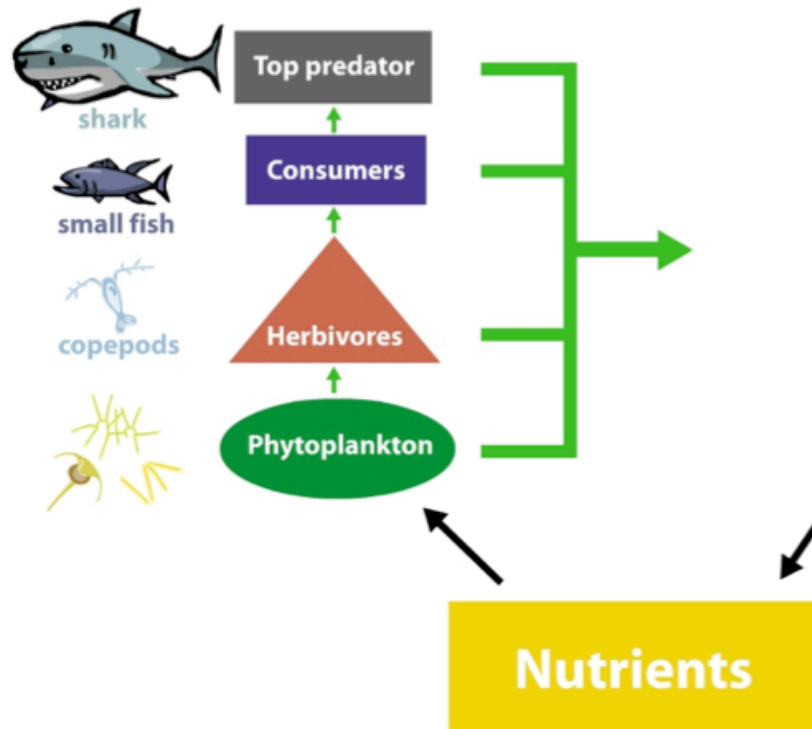 Top predator
shark
Consumers
small fish
Herbivores
copepods
Phytoplankton
Nutrients